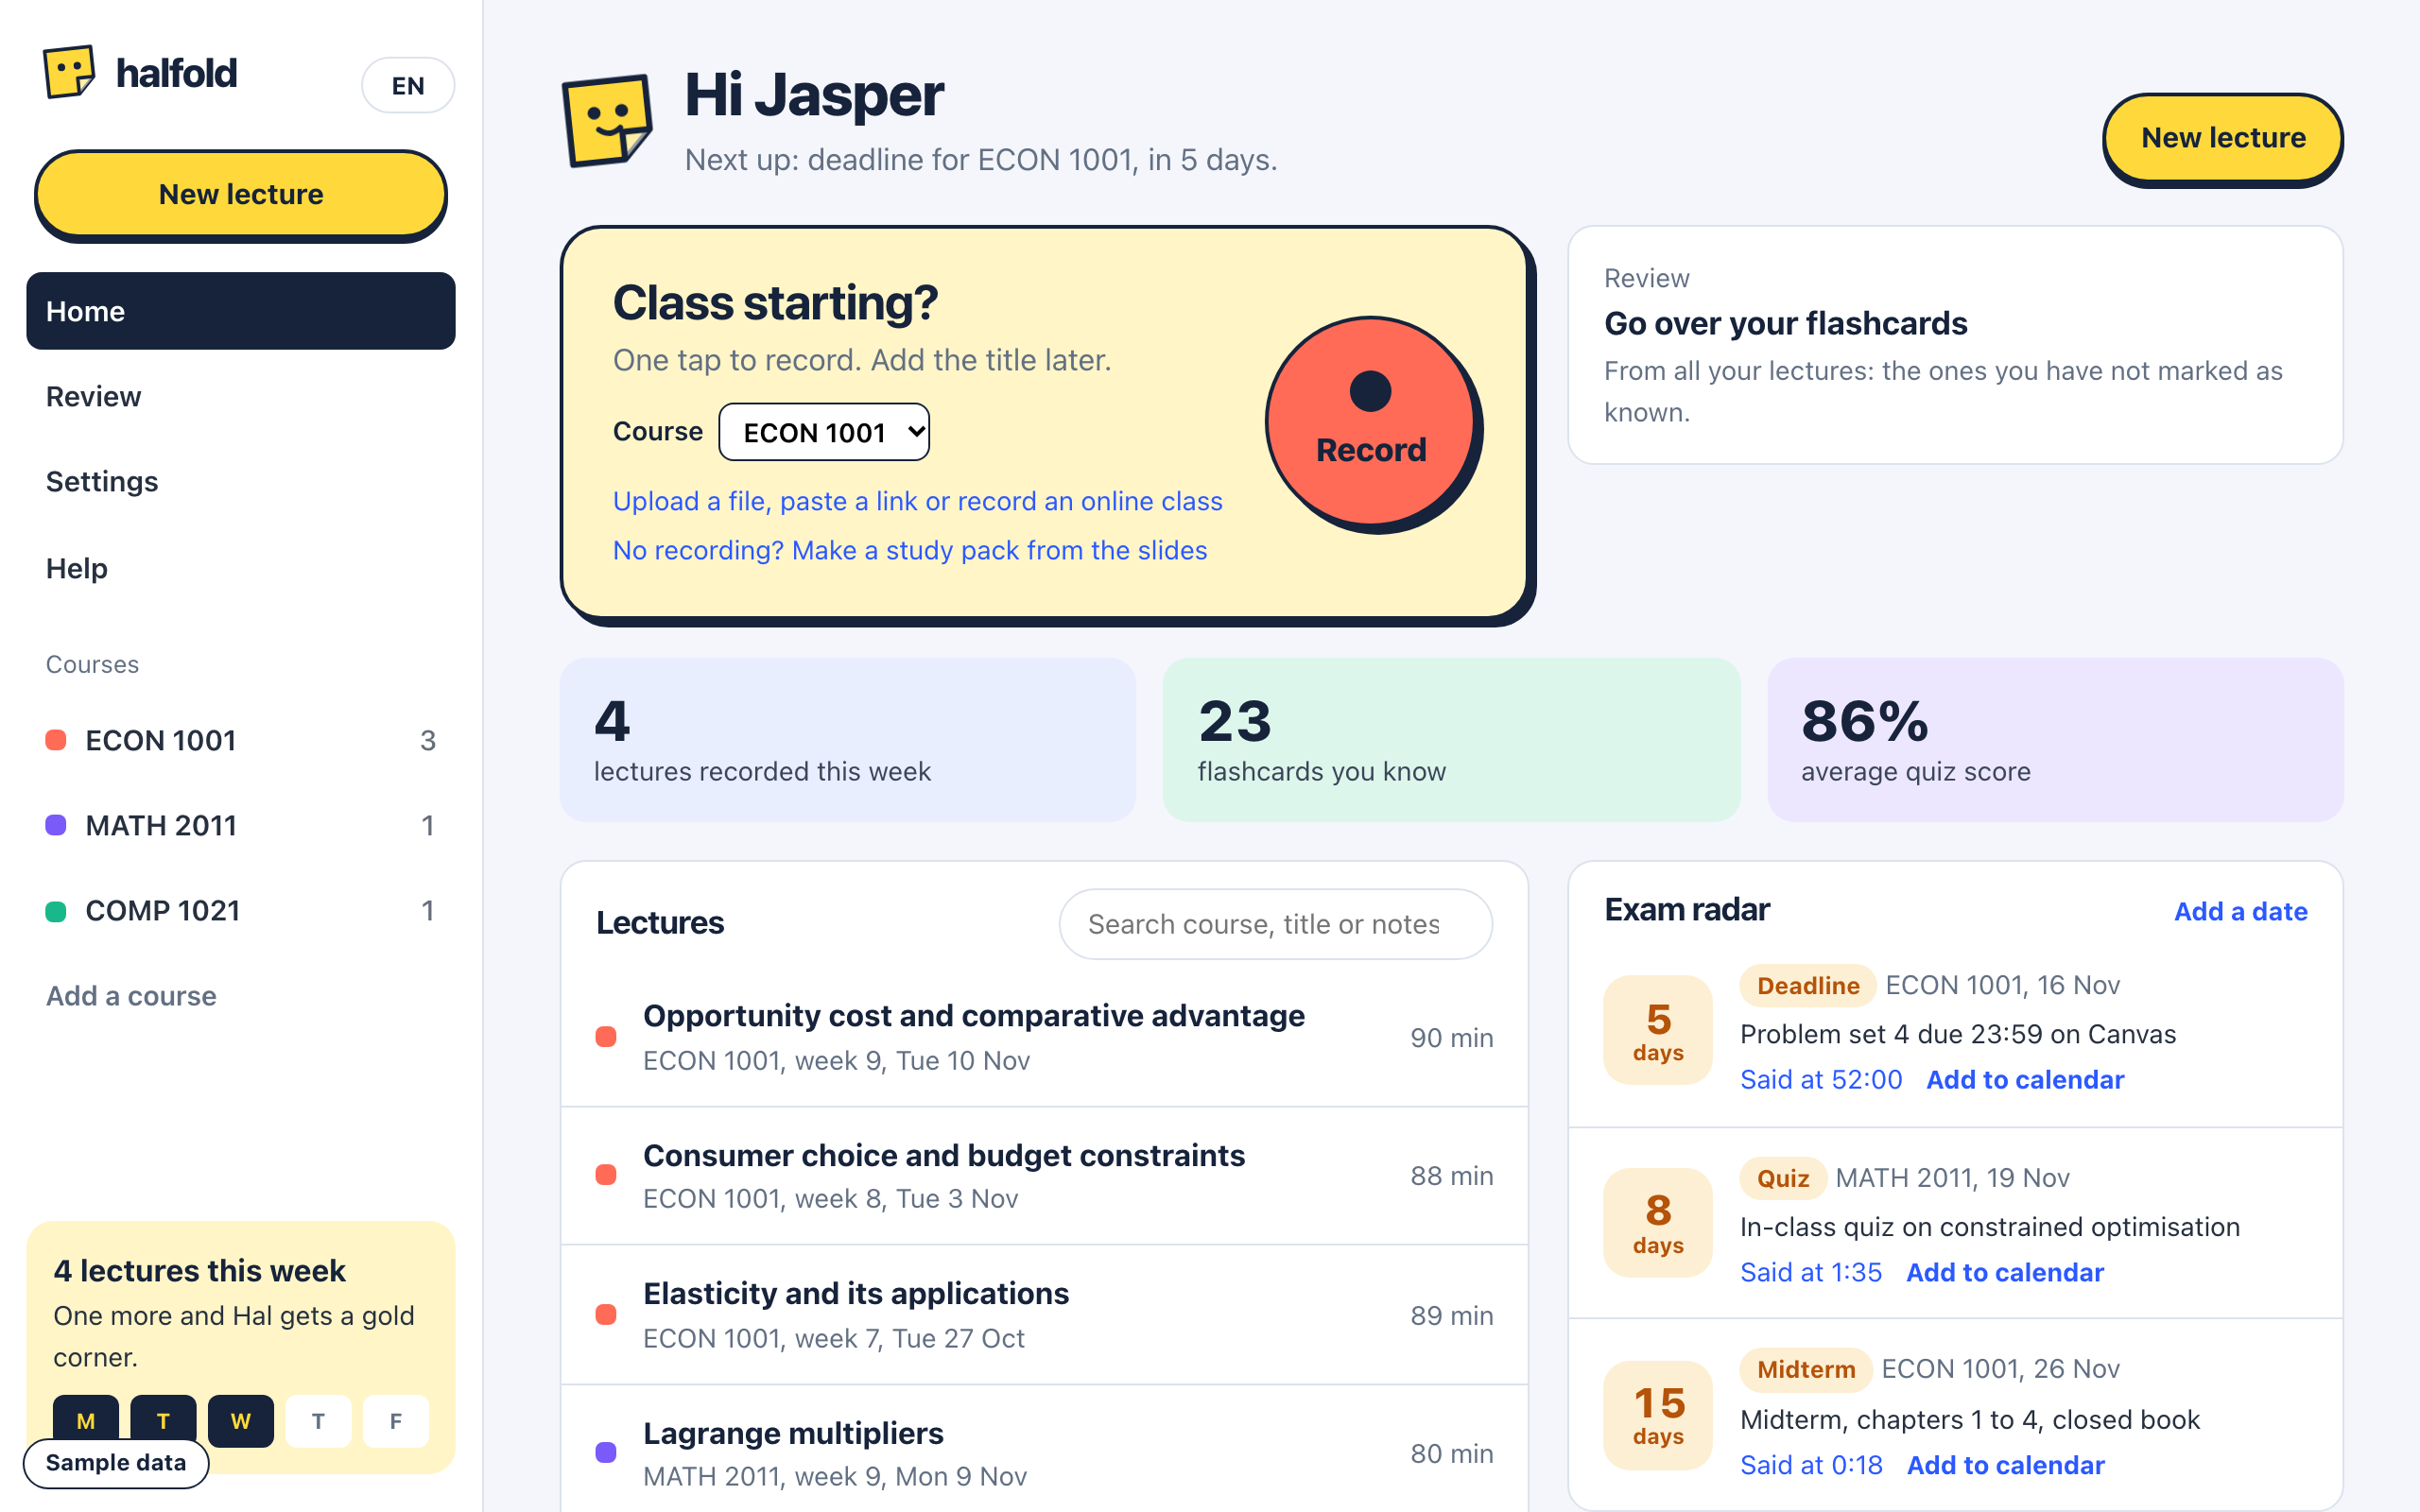 halfold
EN
New lecture
Home
Review
Settings
Help
Courses
ECON 1001 3
MATH 2011 1
COMP 1021 1
Add a course
4 lectures this week
One more and Hal gets a gold
corner.
M T W T F
Sample data
Hi Jasper
Next up: deadline for ECON 1001, in 5 days.
New lecture
Class starting?
One tap to record. Add the title later.
Course ECON 1001
Upload a file, paste a link or record an online class
No recording? Make a study pack from the slides
Record
Review
Go over your flashcards
From all your lectures: the ones you have not marked as
known.
4
lectures recorded this week
23
flashcards you know
86%
average quiz score
Lectures
Search course, title or notes
Opportunity cost and comparative advantage
ECON 1001, week 9, Tue 10 Nov
90 min
Consumer choice and budget constraints
ECON 1001, week 8, Tue 3 Nov
88 min
Elasticity and its applications
ECON 1001, week 7, Tue 27 Oct
89 min
Lagrange multipliers
MATH 2011, week 9, Mon 9 Nov
80 min
Exam radar
Add a date
5
days
Deadline ECON 1001, 16 Nov
Problem set 4 due 23:59 on Canvas
Said at 52:00 Add to calendar
8
days
Quiz MATH 2011, 19 Nov
In-class quiz on constrained optimisation
Said at 1:35 Add to calendar
15
days
Midterm ECON 1001, 26 Nov
Midterm, chapters 1 to 4, closed book
Said at 0:18 Add to calendar